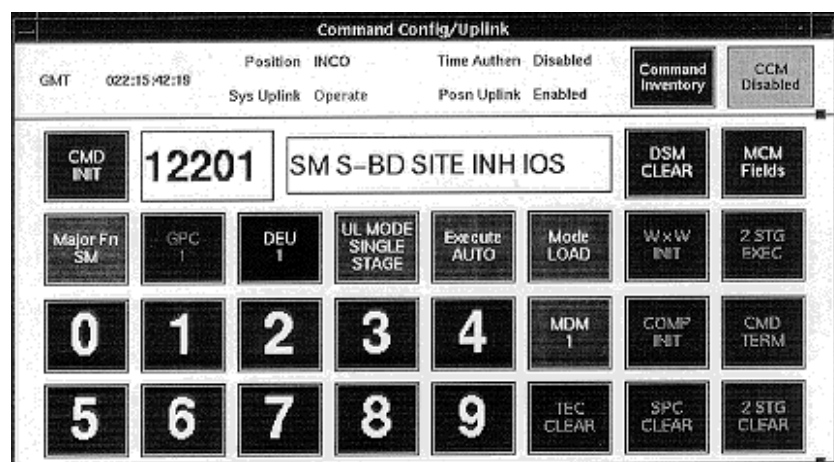 Command Config/Uplink
GMT 022:15:42:18
Position INCO
Time Authen Disabled
Sys Uplink Operate
Posn Uplink Enabled
Command Inventory
CCM Disabled
CMD INIT
12201
SM S-BD SITE INH IOS
DSM CLEAR
MCM Fields
Major Fn SM
GPC 1
DEU 1
UL MODE SINGLE STAGE
Execute AUTO
Mode LOAD
WxW INIT
2 STG EXEC
0
1
2
3
4
MDM 1
COMP INIT
CMD TERM
5
6
7
8
9
TEC CLEAR
SPC CLEAR
2 STG CLEAR